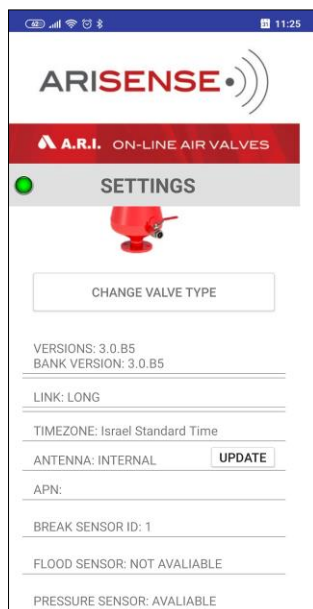 62 31 11:25
ARISENSE
A.R.I. ON-LINE AIR VALVES
SETTINGS
CHANGE VALVE TYPE
VERSIONS: 3.0.B5
BANK VERSION: 3.0.B5
LINK: LONG
TIMEZONE: Israel Standard Time
ANTENNA: INTERNAL UPDATE
APN:
BREAK SENSOR ID: 1
FLOOD SENSOR: NOT AVALIABLE
PRESSURE SENSOR: AVALIABLE